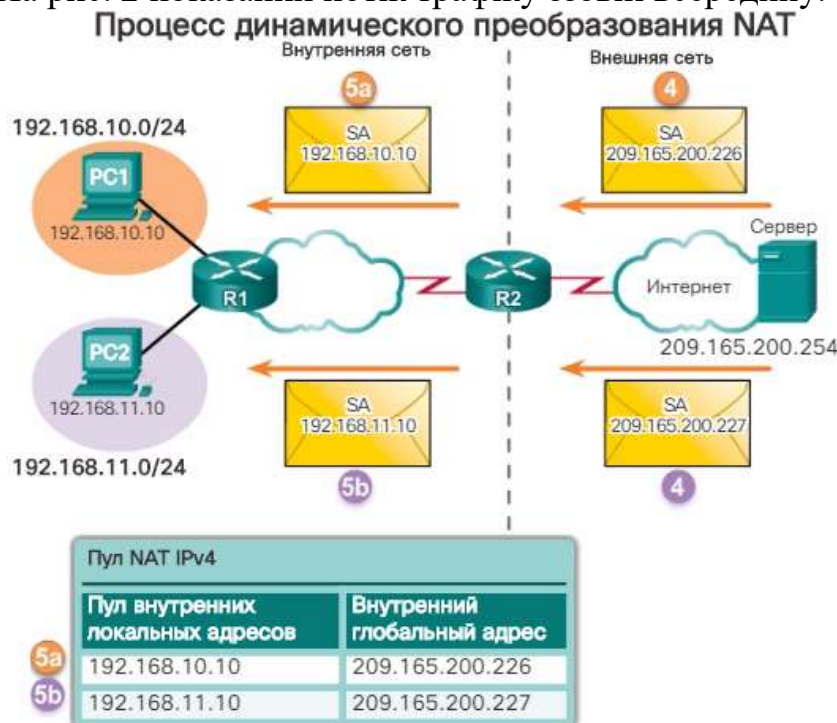 Процесс динамического преобразования NAT
Внутренняя сеть
Внешняя сеть
5a
4
192.168.10.0/24
SA
192.168.10.10
SA
209.165.200.226
PC1
192.168.10.10
Сервер
R1
R2
Интернет
PC2
209.165.200.254
192.168.11.10
SA
192.168.11.10
SA
209.165.200.227
192.168.11.0/24
5b
4
Пул NAT IPv4
Пул внутренних
локальных адресов
Внутренний
глобальный адрес
5a
192.168.10.10
209.165.200.226
5b
192.168.11.10
209.165.200.227